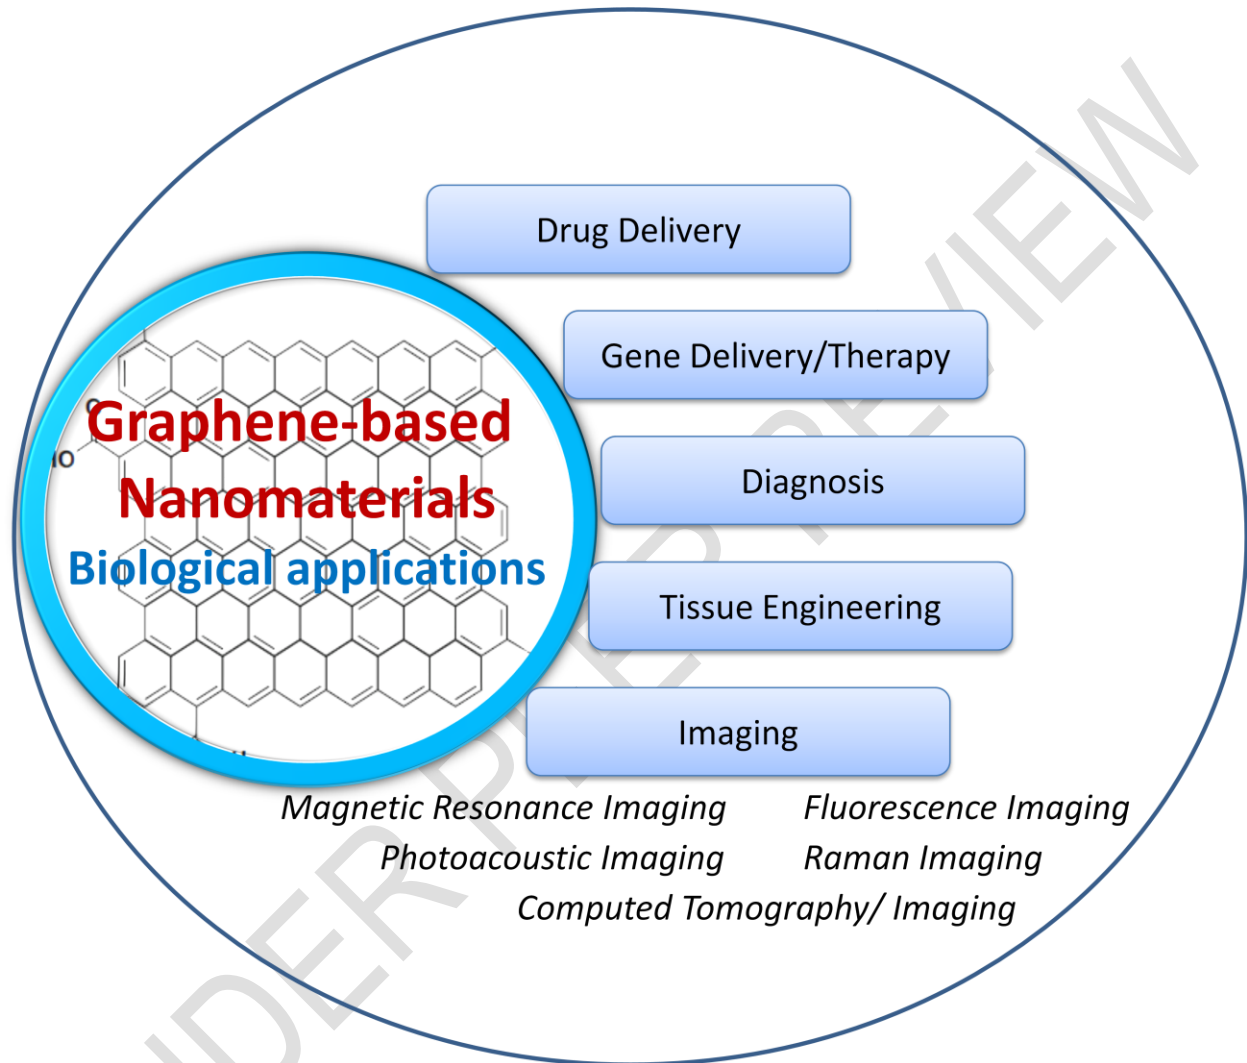 Drug Delivery
Gene Delivery/Therapy
Graphene-based
Nanomaterials
Biological applications
Diagnosis
Tissue Engineering
Imaging
Magnetic Resonance Imaging Fluorescence Imaging
Photoacoustic Imaging Raman Imaging
Computed Tomography/ Imaging
NDER PEER REVIEW